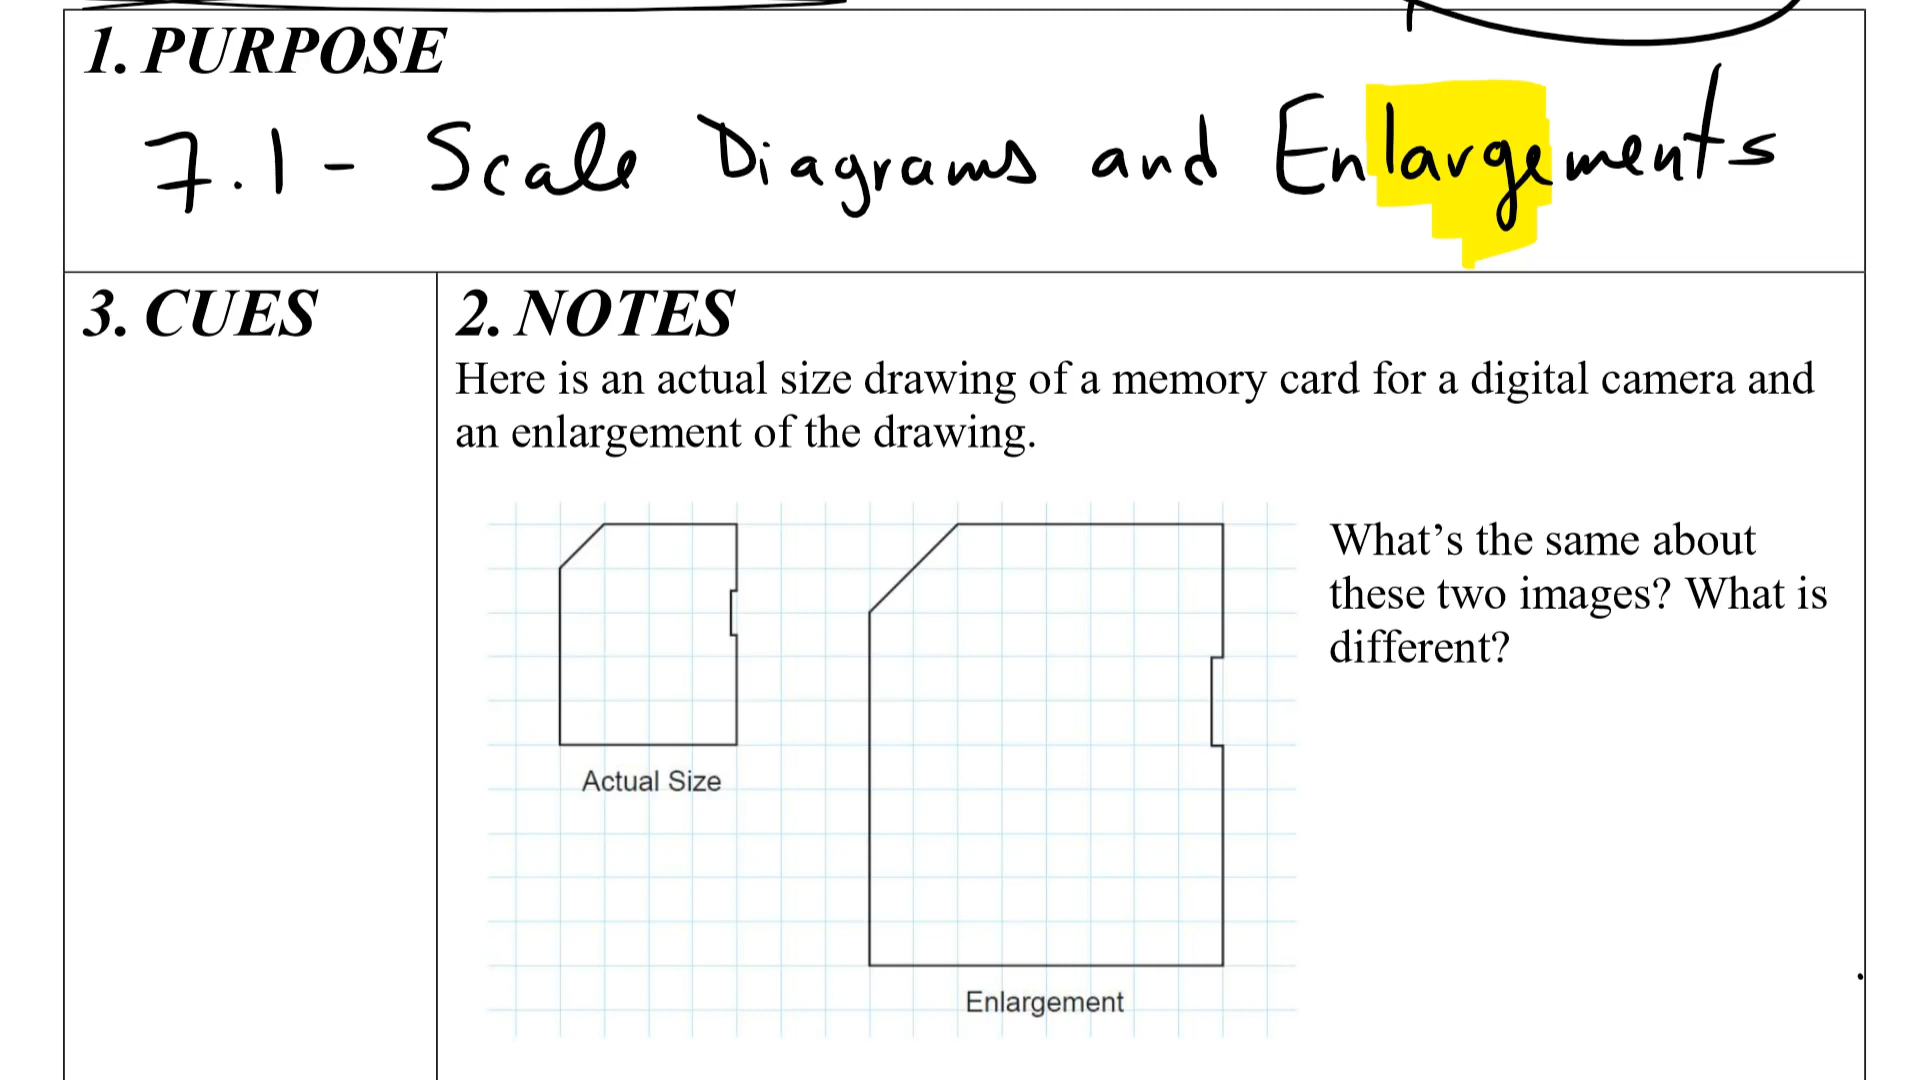 1. PURPOSE
7.1 - Scale Diagrams and Enlargements
3. CUES
2. NOTES
Here is an actual size drawing of a memory card for a digital camera and
an enlargement of the drawing.
What's the same about
these two images? What is
different?
Actual Size
Enlargement